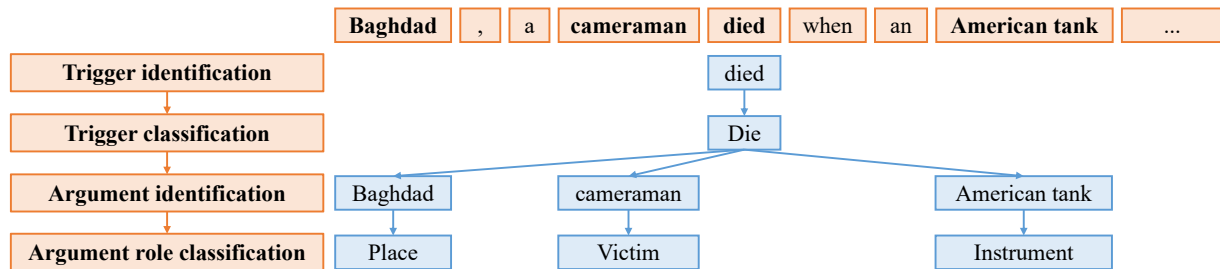 Baghdad , a cameraman died when an American tank ...
Trigger identification died
Trigger classification Die
Argument identification Baghdad cameraman American tank
Argument role classification Place Victim Instrument